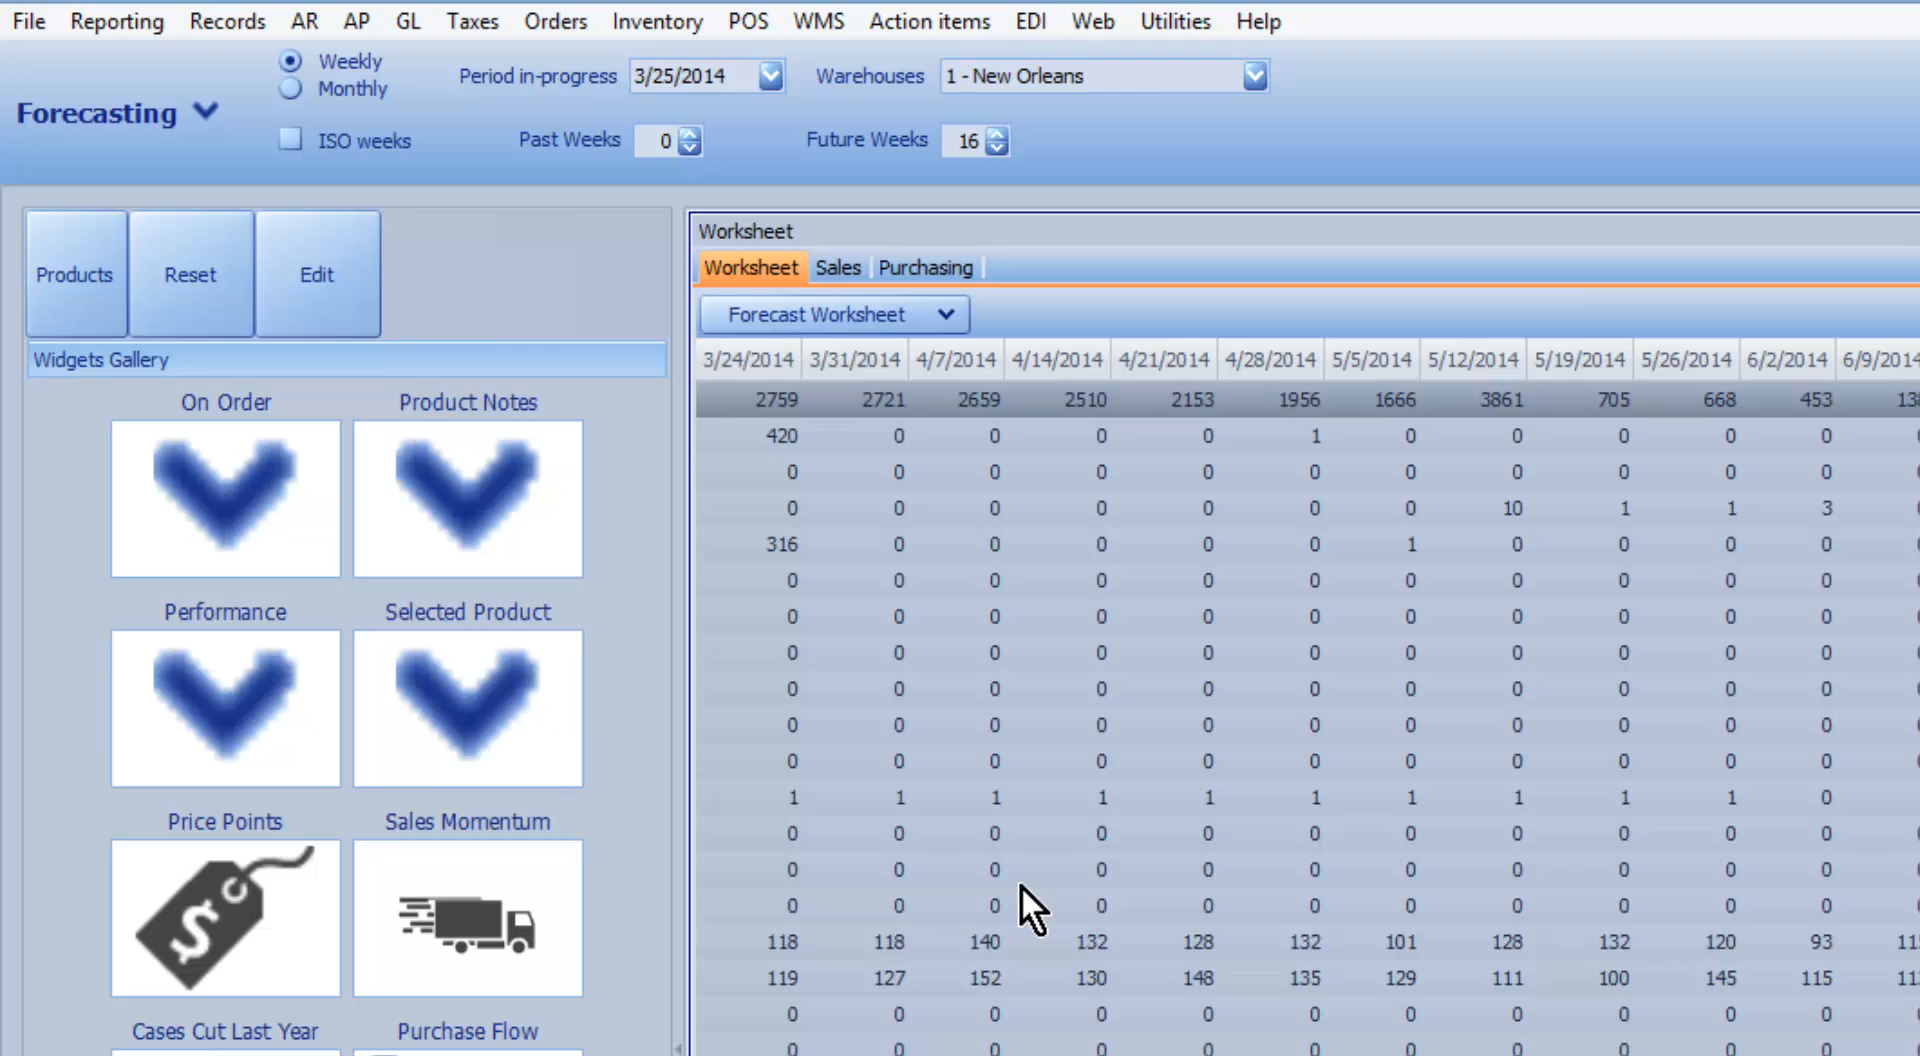 File Reporting Records AR AP GL Taxes Orders Inventory POS WMS Action items EDI Web Utilities Help
Forecasting
Weekly
Monthly
ISO weeks
Period in-progress 3/25/2014 Warehouses 1 - New Orleans
Past Weeks 0 Future Weeks 16
Products Reset Edit
Widgets Gallery
On Order Product Notes
Performance Selected Product
Price Points Sales Momentum
Cases Cut Last Year Purchase Flow
Worksheet
Worksheet Sales Purchasing
Forecast Worksheet
3/24/2014 3/31/2014 4/7/2014 4/14/2014 4/21/2014 4/28/2014 5/5/2014 5/12/2014 5/19/2014 5/26/2014 6/2/2014 6/9/2014
2759 2721 2659 2510 2153 1956 1666 3861 705 668 453
420 0 0 0 0 1 0 0 0 0 0
0 0 0 0 0 0 0 0 0 0 0
0 0 0 0 0 0 0 10 1 1 3
316 0 0 0 0 0 1 0 0 0 0
0 0 0 0 0 0 0 0 0 0 0
0 0 0 0 0 0 0 0 0 0 0
0 0 0 0 0 0 0 0 0 0 0
0 0 0 0 0 0 0 0 0 0 0
0 0 0 0 0 0 0 0 0 0 0
0 0 0 0 0 0 0 0 0 0 0
1 1 1 1 1 1 1 1 1 1 0
0 0 0 0 0 0 0 0 0 0 0
0 0 0 0 0 0 0 0 0 0 0
0 0 0 0 0 0 0 0 0 0 0
118 118 140 132 128 132 101 128 132 120 93
119 127 152 130 148 135 129 111 100 145 115
0 0 0 0 0 0 0 0 0 0 0
0 0 0 0 0 0 0 0 0 0 0